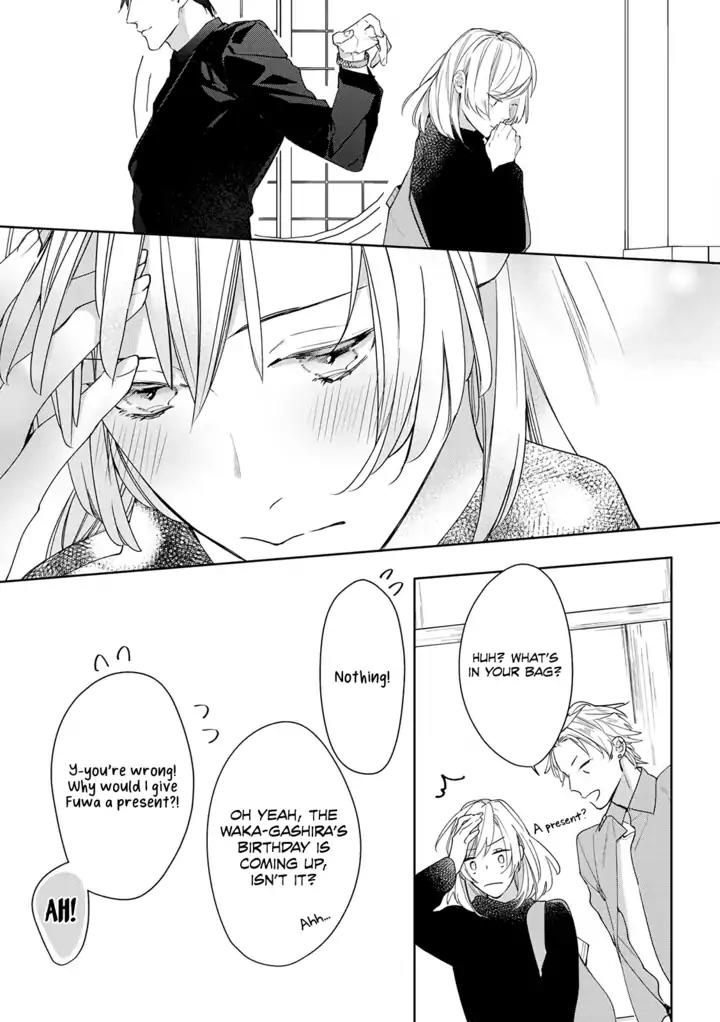 HUH? WHAT'S
IN YOUR BAG?
A present?
Nothing!
OH YEAH, THE
WAKA-GASHIRA'S
BIRTHDAY IS
COMING UP,
ISN'T IT?
Ahh...
Y-you're wrong!
Why would I give
Fuwa a present?!
AH!